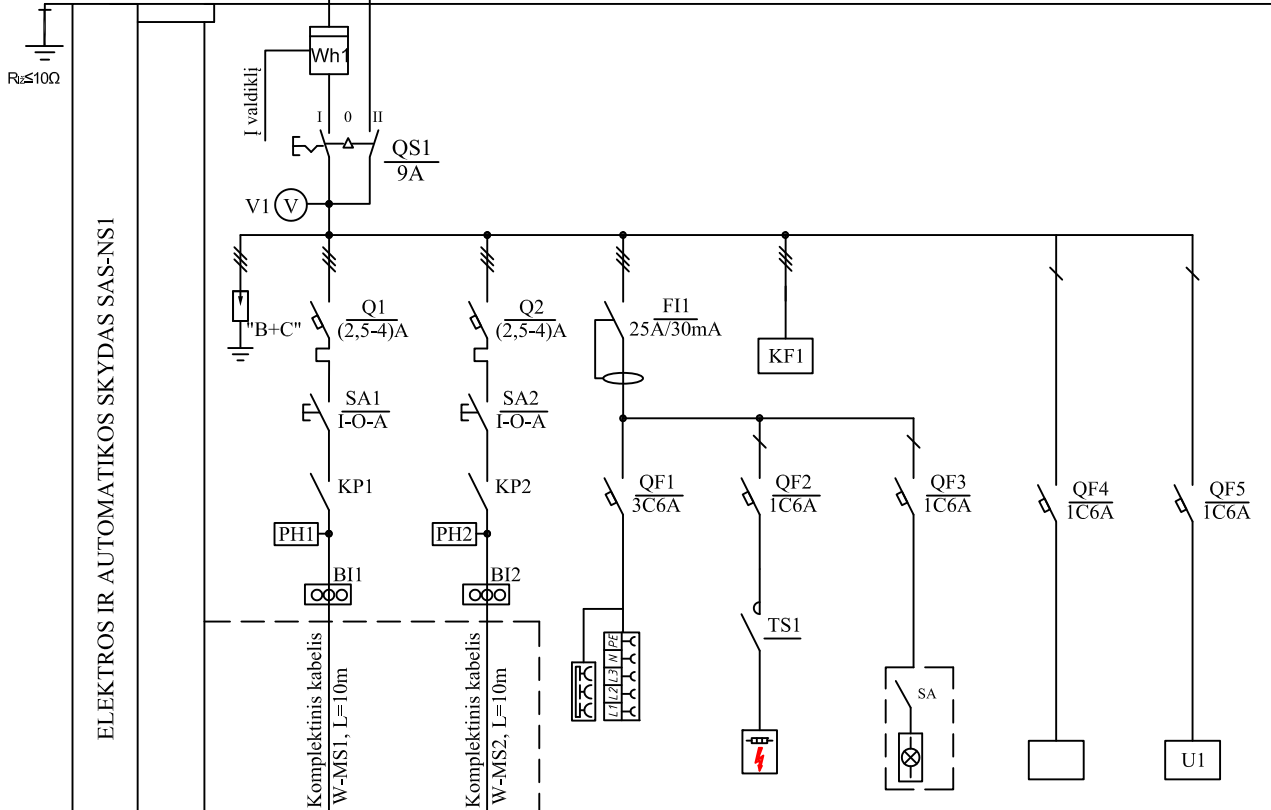 Rįž≤10Ω
ELEKTROS IR AUTOMATIKOS SKYDAS SAS-NS1
Wh1
Į valdiklį
I 0 II
QS1
9A
V1 V
"B+C"
Q1
(2,5-4)A
Q2
(2,5-4)A
FI1
25A/30mA
KF1
SA1
I-O-A
SA2
I-O-A
KP1
KP2
QF1
3C6A
QF2
1C6A
QF3
1C6A
QF4
1C6A
QF5
1C6A
PH1
PH2
BI1
BI2
TS1
L1 L2 L3 N PE
SA
U1
Komplektinis kabelis
W-MS1, L=10m
Komplektinis kabelis
W-MS2, L=10m